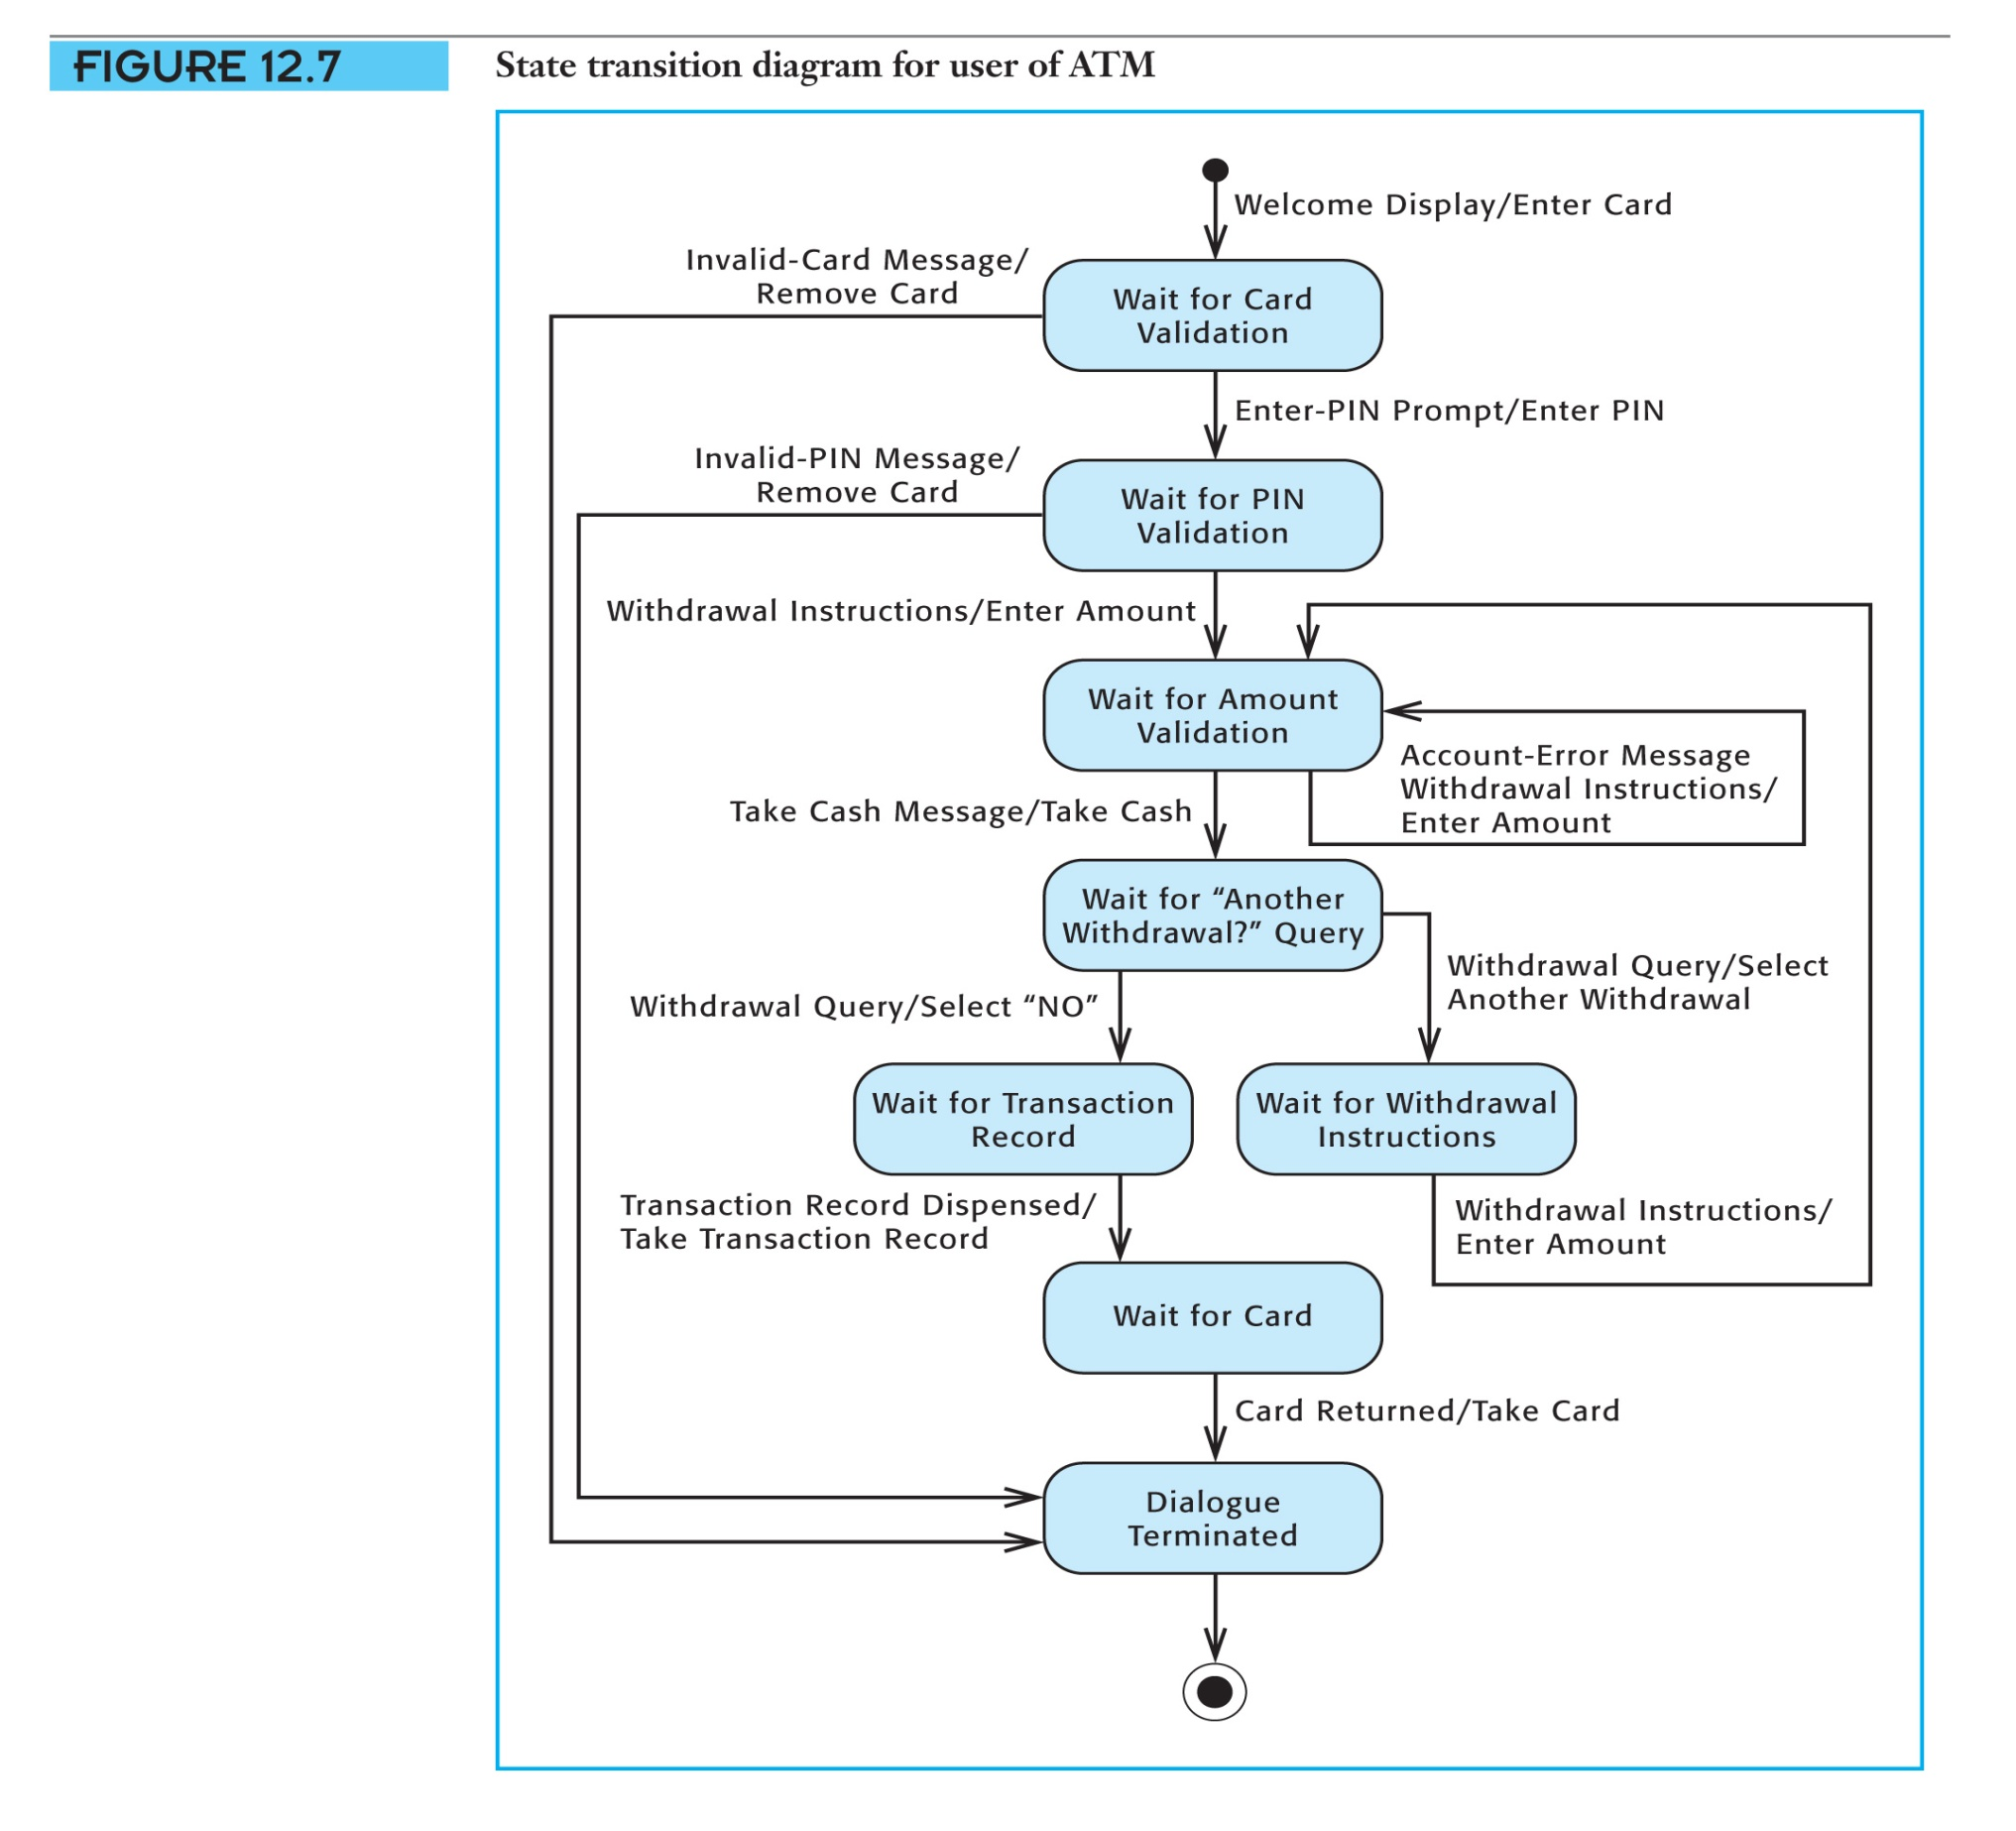 FIGURE 12.7
State transition diagram for user of ATM
Welcome Display/Enter Card
Invalid-Card Message/
Remove Card
Wait for Card
Validation
Enter-PIN Prompt/Enter PIN
Invalid-PIN Message/
Remove Card
Wait for PIN
Validation
Withdrawal Instructions/Enter Amount
Wait for Amount
Validation
Account-Error Message
Withdrawal Instructions/
Enter Amount
Take Cash Message/Take Cash
Wait for “Another
Withdrawal?” Query
Withdrawal Query/Select
Another Withdrawal
Withdrawal Query/Select “NO”
Wait for Transaction
Record
Wait for Withdrawal
Instructions
Transaction Record Dispensed/
Take Transaction Record
Withdrawal Instructions/
Enter Amount
Wait for Card
Card Returned/Take Card
Dialogue
Terminated